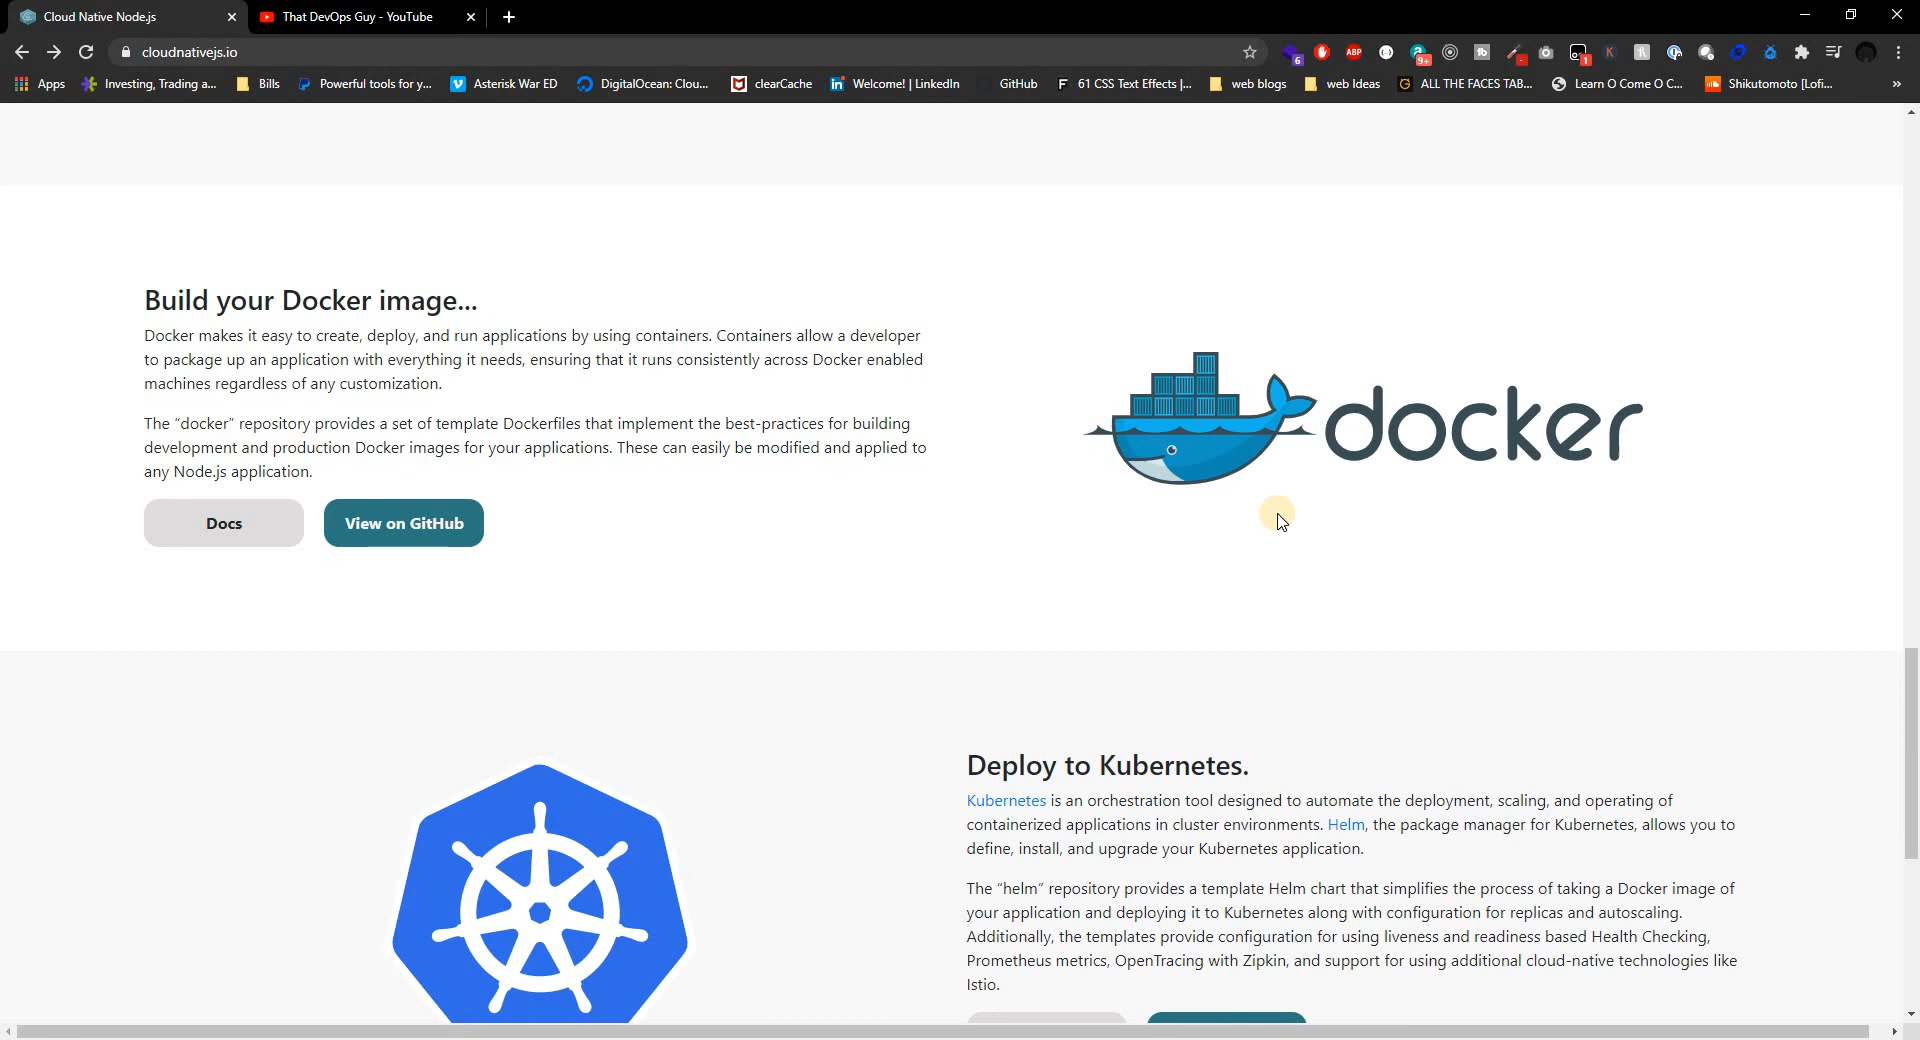 Cloud Native Node.js
That DevOps Guy - YouTube
cloudnativejs.io
6
ABP
9+
1
K
Apps
Investing, Trading a...
Bills
Powerful tools for y...
Asterisk War ED
DigitalOcean: Clou...
clearCache
Welcome! | LinkedIn
GitHub
61 CSS Text Effects |...
web blogs
web Ideas
ALL THE FACES TAB...
Learn O Come O C...
Shikutomoto [Lofi...
»
Build your Docker image...
Docker makes it easy to create, deploy, and run applications by using containers. Containers allow a developer
to package up an application with everything it needs, ensuring that it runs consistently across Docker enabled
machines regardless of any customization.
The “docker” repository provides a set of template Dockerfiles that implement the best-practices for building
development and production Docker images for your applications. These can easily be modified and applied to
any Node.js application.
Docs
View on GitHub
docker
Deploy to Kubernetes.
Kubernetes is an orchestration tool designed to automate the deployment, scaling, and operating of
containerized applications in cluster environments. Helm, the package manager for Kubernetes, allows you to
define, install, and upgrade your Kubernetes application.
The “helm” repository provides a template Helm chart that simplifies the process of taking a Docker image of
your application and deploying it to Kubernetes along with configuration for replicas and autoscaling.
Additionally, the templates provide configuration for using liveness and readiness based Health Checking,
Prometheus metrics, OpenTracing with Zipkin, and support for using additional cloud-native technologies like
Istio.